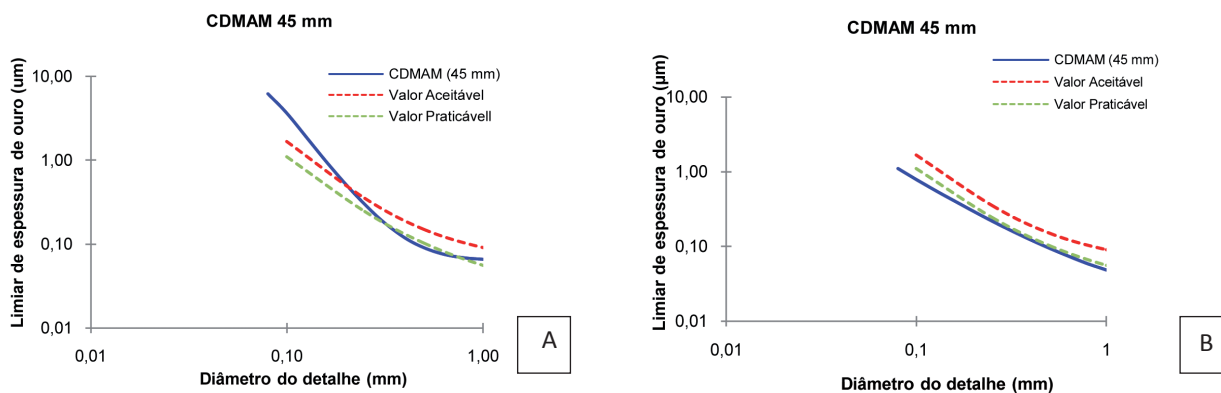 CDMAM 45 mm
Limiar de espessura de ouro (um)
10,00
1,00
0,10
0,01
CDMAM (45 mm)
Valor Aceitável
Valor Praticávell
0,01
0,10
1,00
Diâmetro do detalhe (mm)
A
CDMAM 45 mm
Limiar de espessura de ouro (µm)
10,00
1,00
0,10
0,01
CDMAM (45 mm)
Valor Aceitável
Valor Praticável
0,01
0,1
1
Diâmetro do detalhe (mm)
B